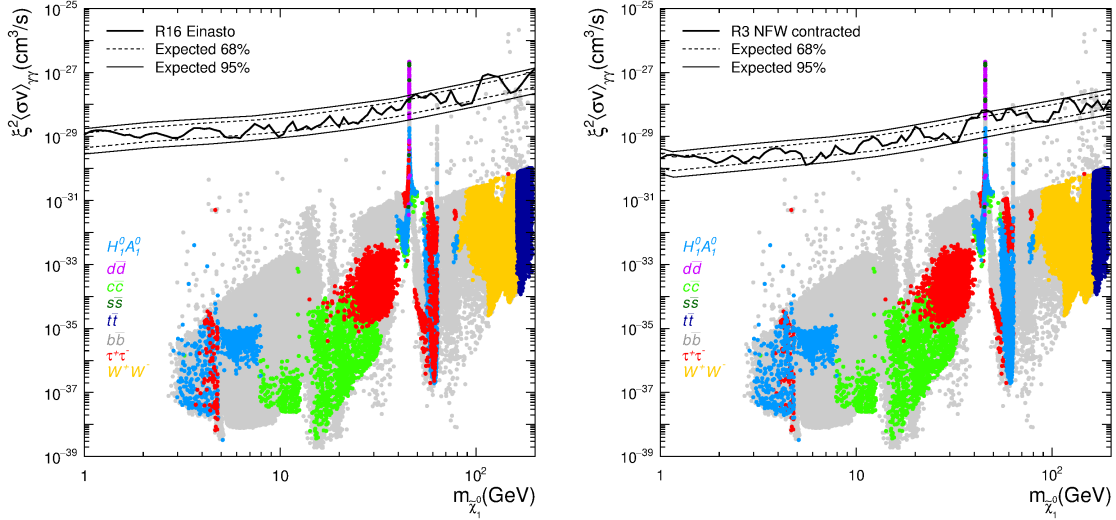 ξ²⟨σv⟩γγ(cm³/s)
R16 Einasto
Expected 68%
Expected 95%
10⁻²⁵
10⁻²⁷
10⁻²⁹
10⁻³¹
10⁻³³
10⁻³⁵
10⁻³⁷
10⁻³⁹
H₁⁰A₁⁰
dd̄
cc̄
ss̄
tt̄
bb̄
τ⁺τ⁻
W⁺W⁻
1
10
10²
m_χ̃₁⁰(GeV)
ξ²⟨σv⟩γγ(cm³/s)
R3 NFW contracted
Expected 68%
Expected 95%
10⁻²⁵
10⁻²⁷
10⁻²⁹
10⁻³¹
10⁻³³
10⁻³⁵
10⁻³⁷
10⁻³⁹
H₁⁰A₁⁰
dd̄
cc̄
ss̄
tt̄
bb̄
τ⁺τ⁻
W⁺W⁻
1
10
10²
m_χ̃₁⁰(GeV)